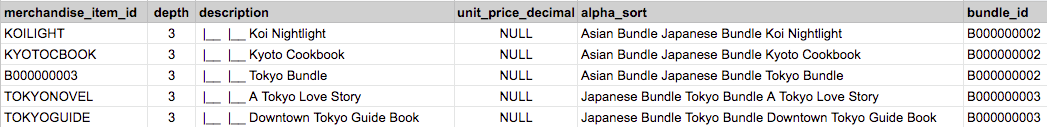 merchandise_item_id depth description unit_price_decimal alpha_sort bundle_id
KOILIGHT 3 |__ |__ Koi Nightlight NULL Asian Bundle Japanese Bundle Koi Nightlight B000000002
KYOTOCBOOK 3 |__ |__ Kyoto Cookbook NULL Asian Bundle Japanese Bundle Kyoto Cookbook B000000002
B000000003 3 |__ |__ Tokyo Bundle NULL Asian Bundle Japanese Bundle Tokyo Bundle B000000002
TOKYONOVEL 3 |__ |__ A Tokyo Love Story NULL Japanese Bundle Tokyo Bundle A Tokyo Love Story B000000003
TOKYOGUIDE 3 |__ |__ Downtown Tokyo Guide Book NULL Japanese Bundle Tokyo Bundle Downtown Tokyo Guide Book B000000003